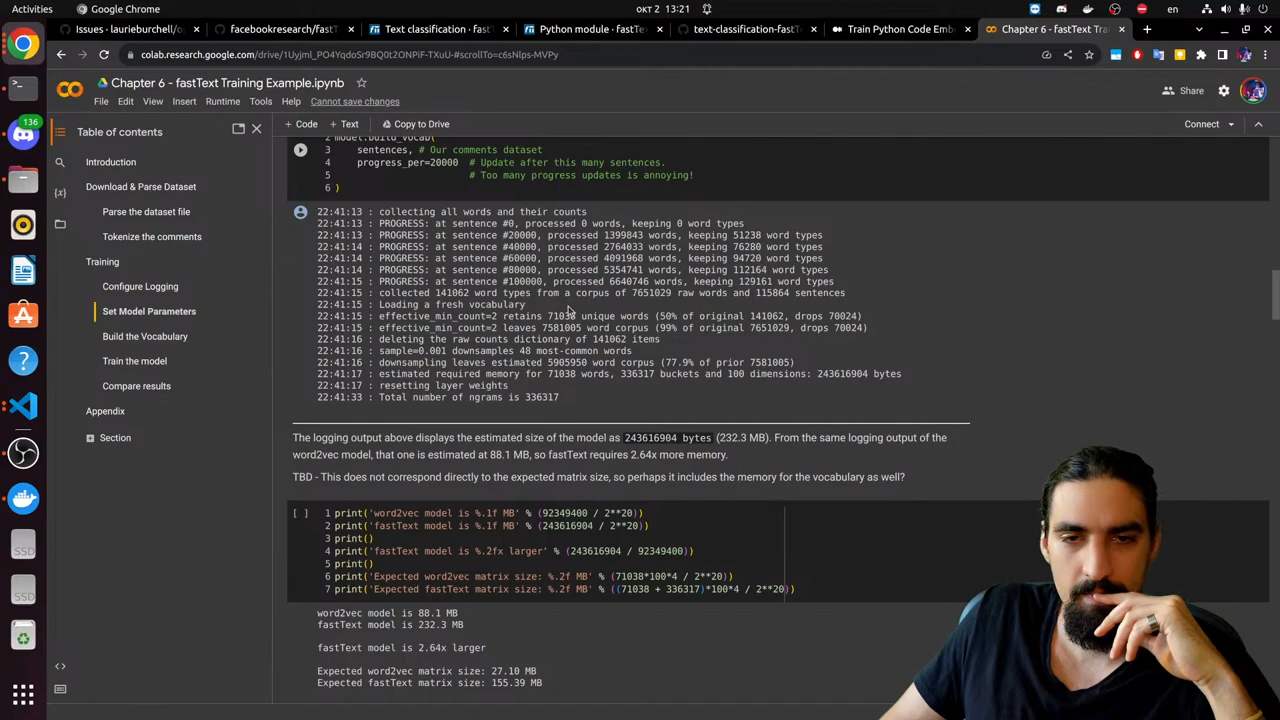 Activities
Google Chrome
окт 2 13:21
en
Issues · lauriebu​rchell/
facebookresearch/fast
Text classification · fast
Python module · fastTe
text-classification-fast
Train Python Code Emb
Chapter 6 - fastText Tra
colab.research.google.com/drive/1Uyjml_PO4YqdoSr9BQ0t2ONPiF-TXuU-#scrollTo=c6sNlps-MVPy
Chapter 6 - fastText Training Example.ipynb
File Edit View Insert Runtime Tools Help Cannot save changes
Share
Table of contents
+ Code + Text Copy to Drive
Connect
136
Introduction
Download & Parse Dataset
Parse the dataset file
Tokenize the comments
Training
Configure Logging
Set Model Parameters
Build the Vocabulary
Train the model
Compare results
Appendix
Section
2 model.build_vocab(
3 sentences, # Our comments dataset
4 progress_per=20000 # Update after this many sentences.
5 # Too many progress updates is annoying!
6 )
22:41:13 : collecting all words and their counts
22:41:13 : PROGRESS: at sentence #0, processed 0 words, keeping 0 word types
22:41:13 : PROGRESS: at sentence #20000, processed 1399843 words, keeping 51238 word types
22:41:14 : PROGRESS: at sentence #40000, processed 2764033 words, keeping 76280 word types
22:41:14 : PROGRESS: at sentence #60000, processed 4091968 words, keeping 94720 word types
22:41:14 : PROGRESS: at sentence #80000, processed 5354741 words, keeping 112164 word types
22:41:15 : PROGRESS: at sentence #100000, processed 6640746 words, keeping 129161 word types
22:41:15 : collected 141062 word types from a corpus of 7651029 raw words and 115864 sentences
22:41:15 : Loading a fresh vocabulary
22:41:15 : effective_min_count=2 retains 71038 unique words (50% of original 141062, drops 70024)
22:41:15 : effective_min_count=2 leaves 7581005 word corpus (99% of original 7651029, drops 70024)
22:41:16 : deleting the raw counts dictionary of 141062 items
22:41:16 : sample=0.001 downsamples 48 most-common words
22:41:16 : downsampling leaves estimated 5905950 word corpus (77.9% of prior 7581005)
22:41:17 : estimated required memory for 71038 words, 336317 buckets and 100 dimensions: 243616904 bytes
22:41:17 : resetting layer weights
22:41:33 : Total number of ngrams is 336317
The logging output above displays the estimated size of the model as 243616904 bytes (232.3 MB). From the same logging output of the
word2vec model, that one is estimated at 88.1 MB, so fastText requires 2.64x more memory.
TBD - This does not correspond directly to the expected matrix size, so perhaps it includes the memory for the vocabulary as well?
[ ] 1 print('word2vec model is %.1f MB' % (92349400 / 2**20))
2 print('fastText model is %.1f MB' % (243616904 / 2**20))
3 print()
4 print('fastText model is %.2fx larger' % (243616904 / 92349400))
5 print()
6 print('Expected word2vec matrix size: %.2f MB' % (71038*100*4 / 2**20))
7 print('Expected fastText matrix size: %.2f MB' % ((71038 + 336317)*100*4 / 2**20))
word2vec model is 88.1 MB
fastText model is 232.3 MB
fastText model is 2.64x larger
Expected word2vec matrix size: 27.10 MB
Expected fastText matrix size: 155.39 MB
SSD
SSD
SSD